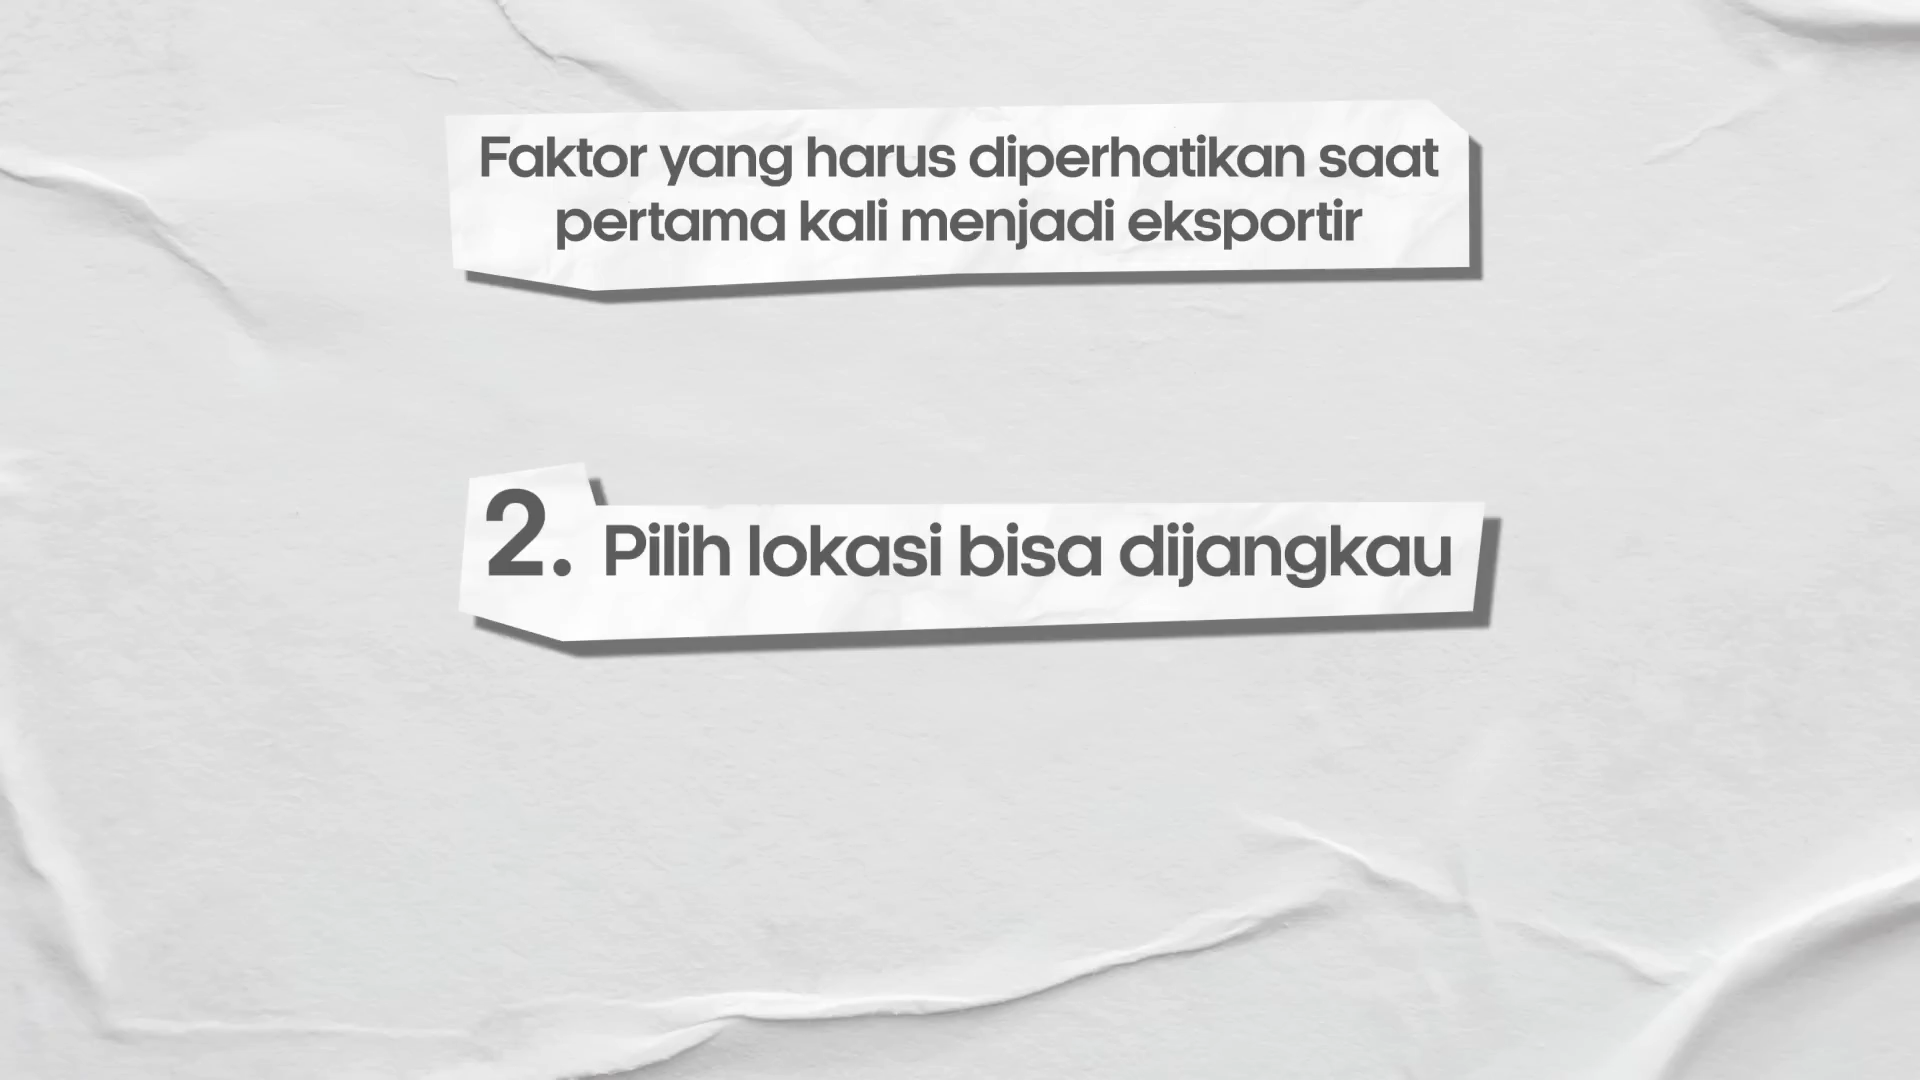 Faktor yang harus diperhatikan saat
pertama kali menjadi eksportir
2. Pilih lokasi bisa dijangkau